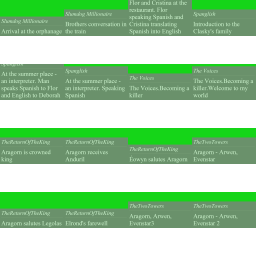 Flor and Cristina at the
restaurant. Flor
speaking Spanish and
Cristina translating
Spanish into English
Slumdog Millionaire
Arrival at the orphanage
Slumdog Millionaire
Brothers conversation in
the train
Spanglish
Introduction to the
Clasky's family
Spanglish
At the summer place -
an interpreter. Man
speaks Spanish to Flor
and English to Deborah
Spanglish
At the summer place -
an interpreter. Speaking
Spanish
The Voices
The Voices.Becoming a
killer
The Voices
The Voices.Becoming a
killer.Welcome to my
world
TheReturnOfTheKing
Aragorn is crowned
king
TheReturnOfTheKing
Aragorn receives
Anduril
TheReturnOfTheKing
Eowyn salutes Aragorn
TheTwoTowers
Aragorn - Arwen,
Evenstar
TheReturnOfTheKing
Aragorn salutes Legolas
TheReturnOfTheKing
Elrond's farewell
TheTwoTowers
Aragorn, Arwen,
Evenstar3
TheTwoTowers
Aragorn - Arwen,
Evenstar 2